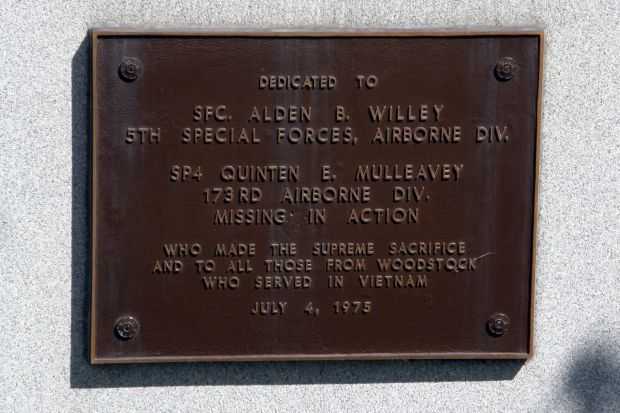 DEDICATED TO
SFC. ALDEN B. WILLEY
5TH SPECIAL FORCES, AIRBORNE DIV.
SP4 QUINTEN E. MULLEAVEY
173RD AIRBORNE DIV.
MISSING IN ACTION
WHO MADE THE SUPREME SACRIFICE
AND TO ALL THOSE FROM WOODSTOCK
WHO SERVED IN VIETNAM
JULY 4, 1975